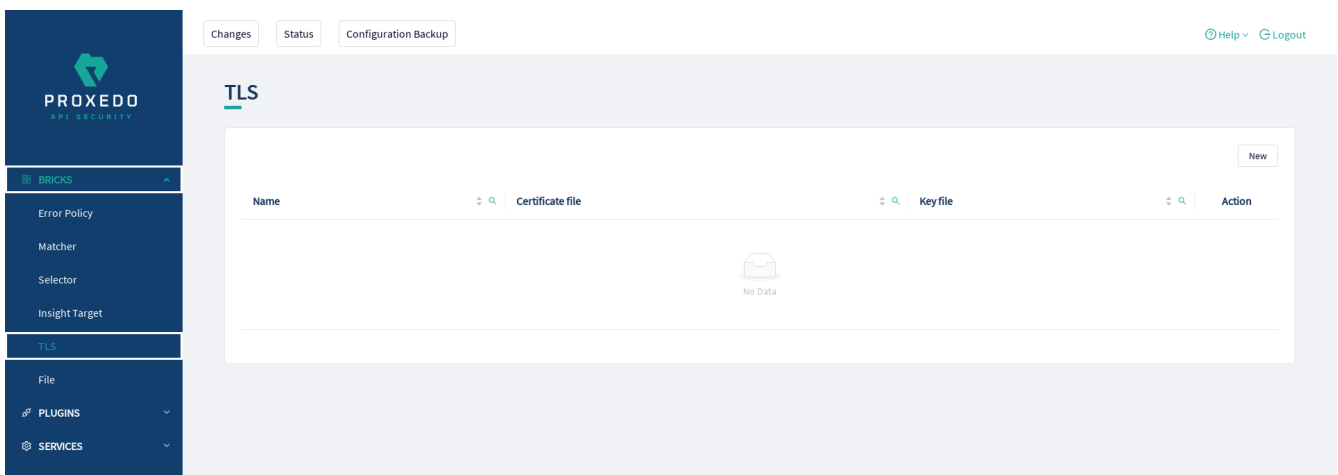 Changes Status Configuration Backup Help Logout
PROXEDO
API SECURITY
TLS
New
BRICKS
Name Certificate file Key file Action
Error Policy
Matcher
Selector
No Data
Insight Target
TLS
File
PLUGINS
SERVICES